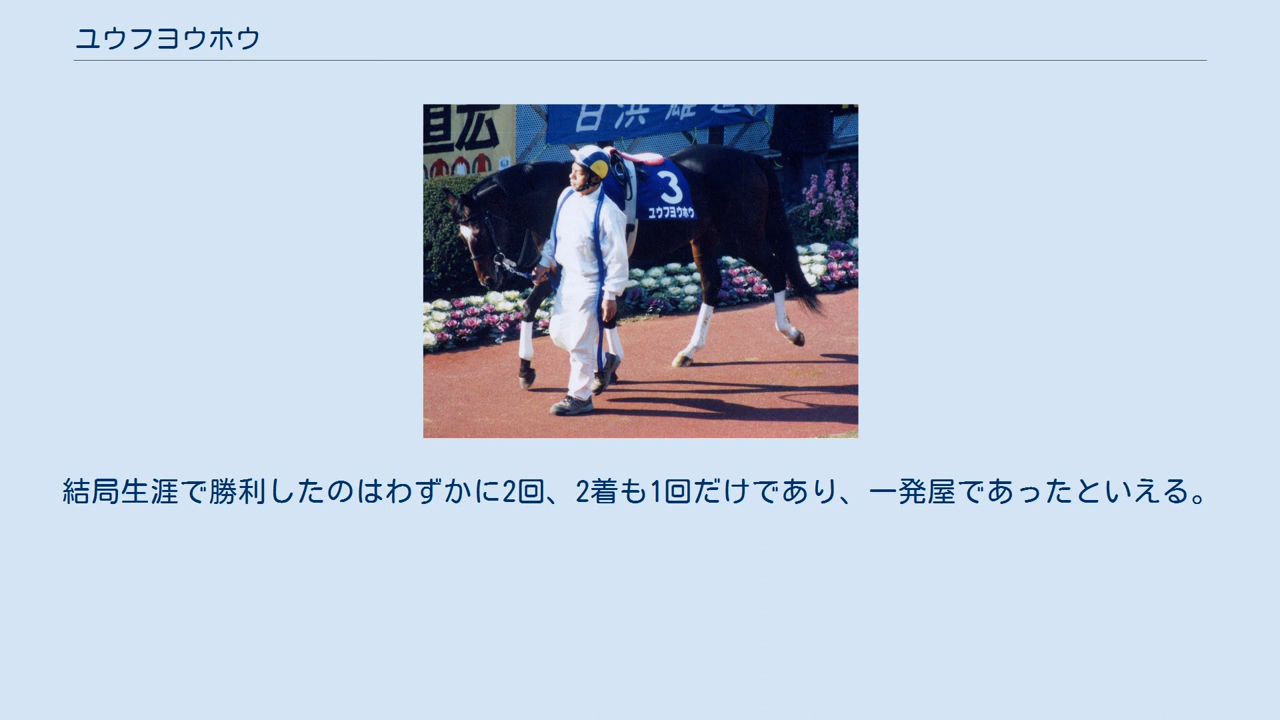 ユウフヨウホウ
直広
3
ユウフヨウホウ
結局生涯で勝利したのはわずかに2回、2着も1回だけであり、一発屋であったといえる。